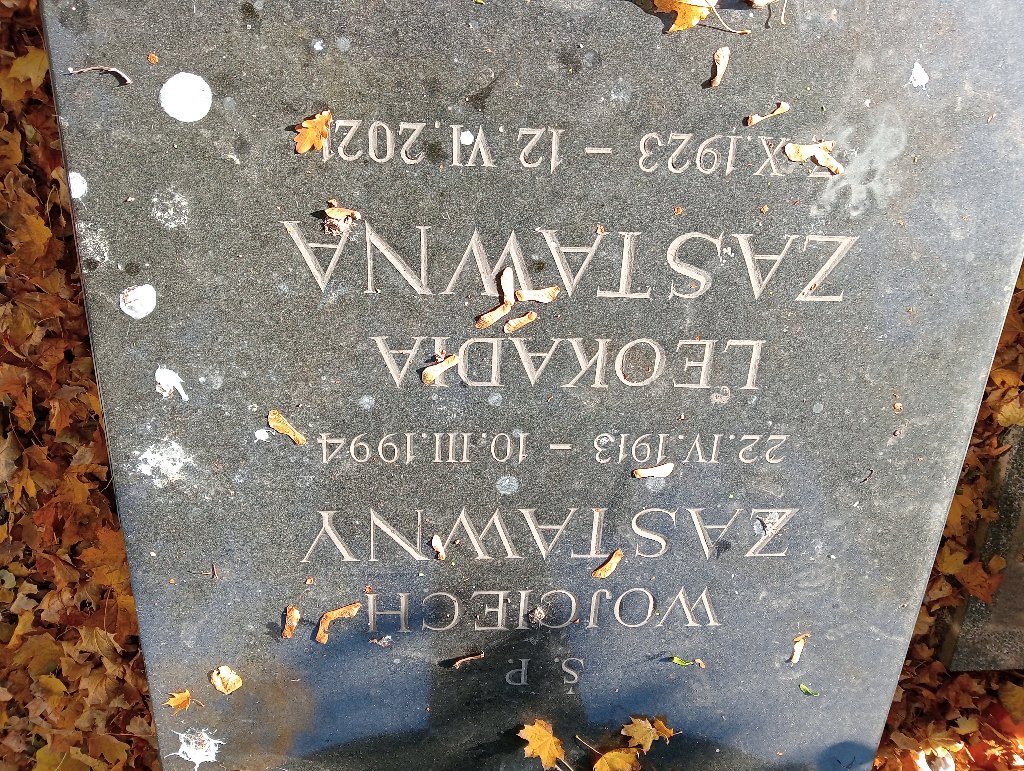 Ś. P.
WOJCIECH
ZASTAWNY
22.IV.1913 – 10.III.1994
LEOKADIA
ZASTAWNA
X.1923 – 12.VI.2021